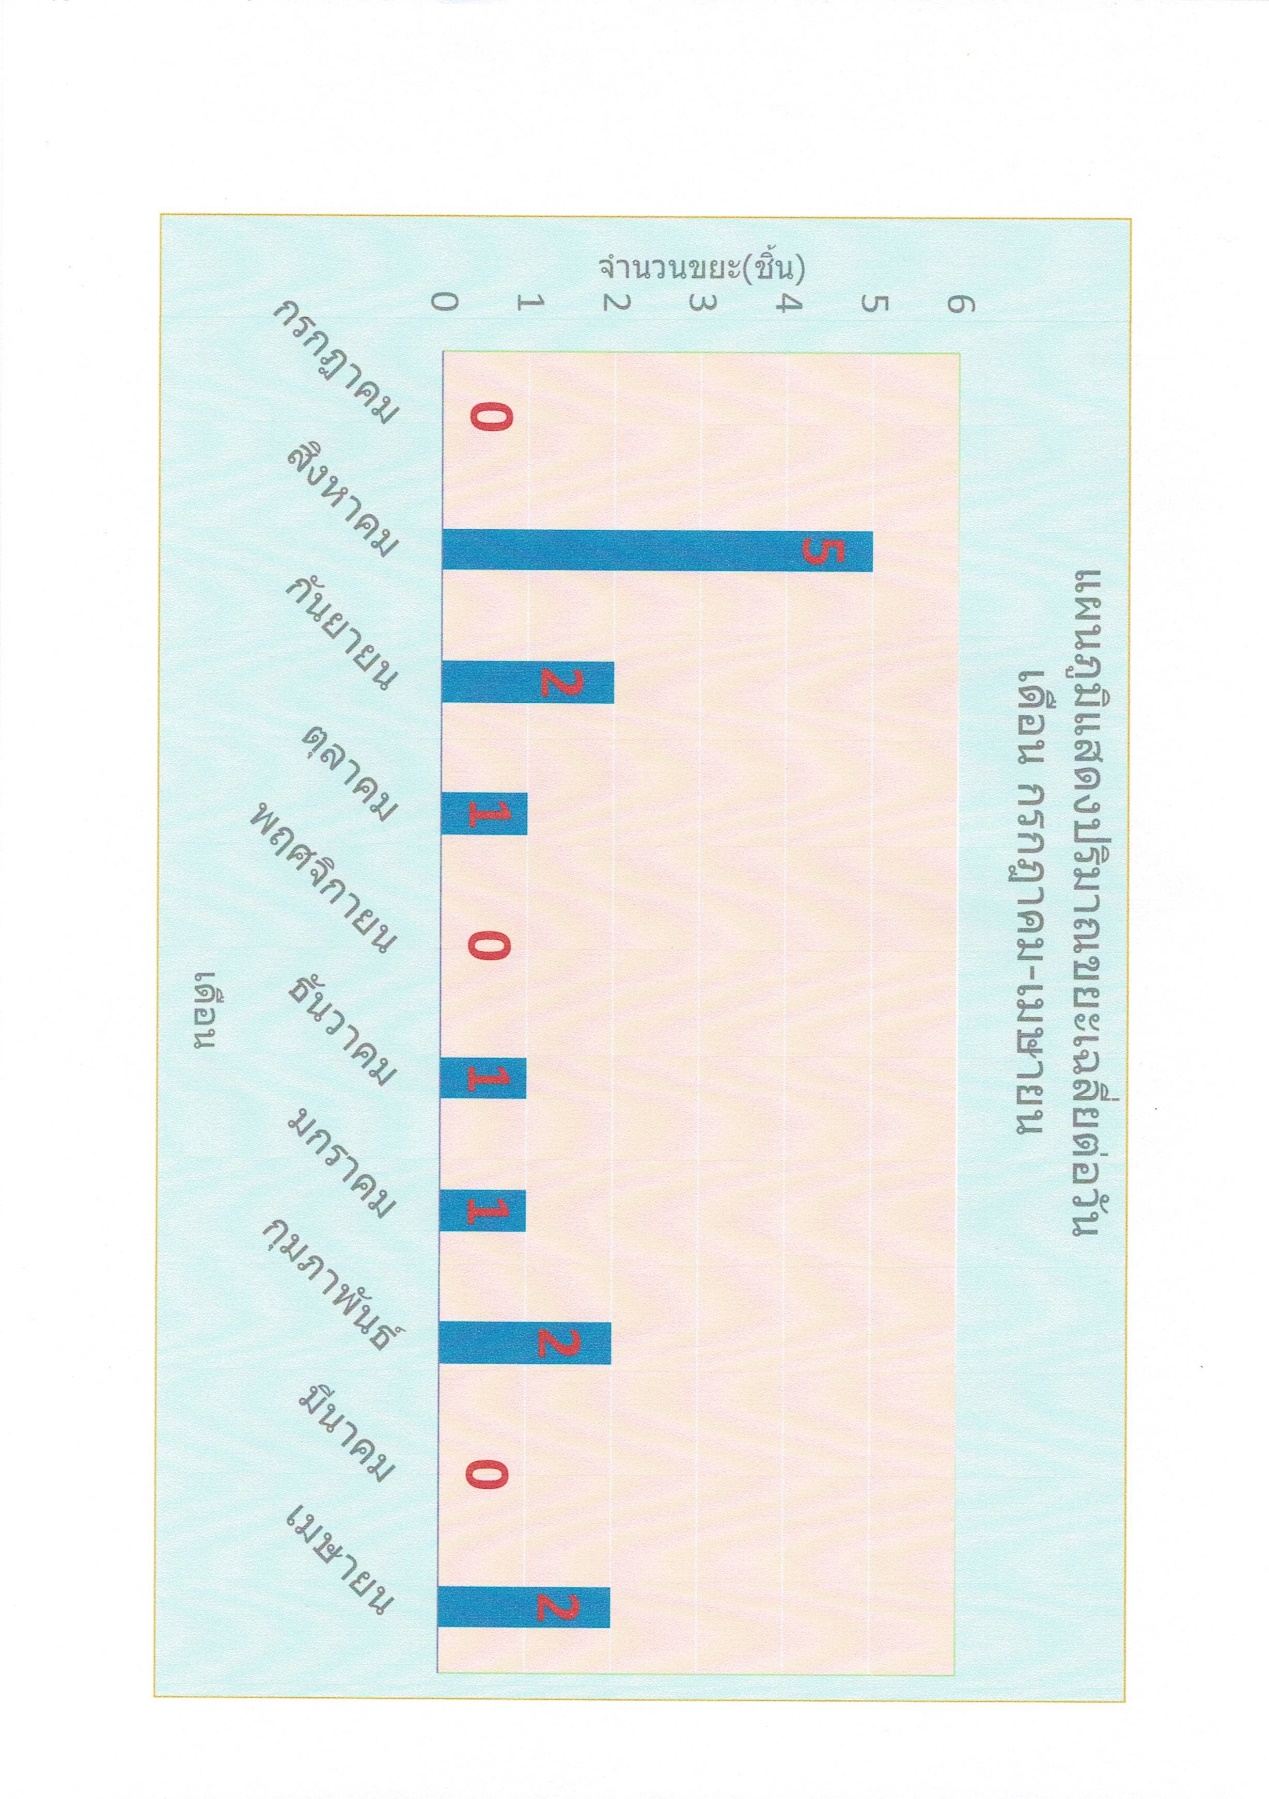 แผนภูมิแสดงปริมาณขยะเฉลี่ยต่อวัน
เดือน กรกฎาคม-เมษายน
จำนวนขยะ(ชิ้น)
6
5
4
3
2
1
0
0
5
2
1
0
1
1
2
0
2
กรกฎาคม
สิงหาคม
กันยายน
ตุลาคม
พฤศจิกายน
ธันวาคม
มกราคม
กุมภาพันธ์
มีนาคม
เมษายน
เดือน